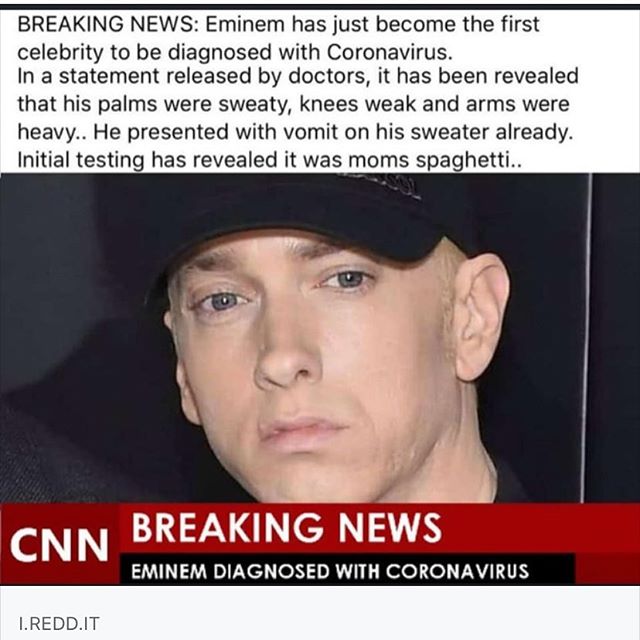 BREAKING NEWS: Eminem has just become the first
celebrity to be diagnosed with Coronavirus.
In a statement released by doctors, it has been revealed
that his palms were sweaty, knees weak and arms were
heavy.. He presented with vomit on his sweater already.
Initial testing has revealed it was moms spaghetti..
CNN BREAKING NEWS
EMINEM DIAGNOSED WITH CORONAVIRUS
I.REDD.IT